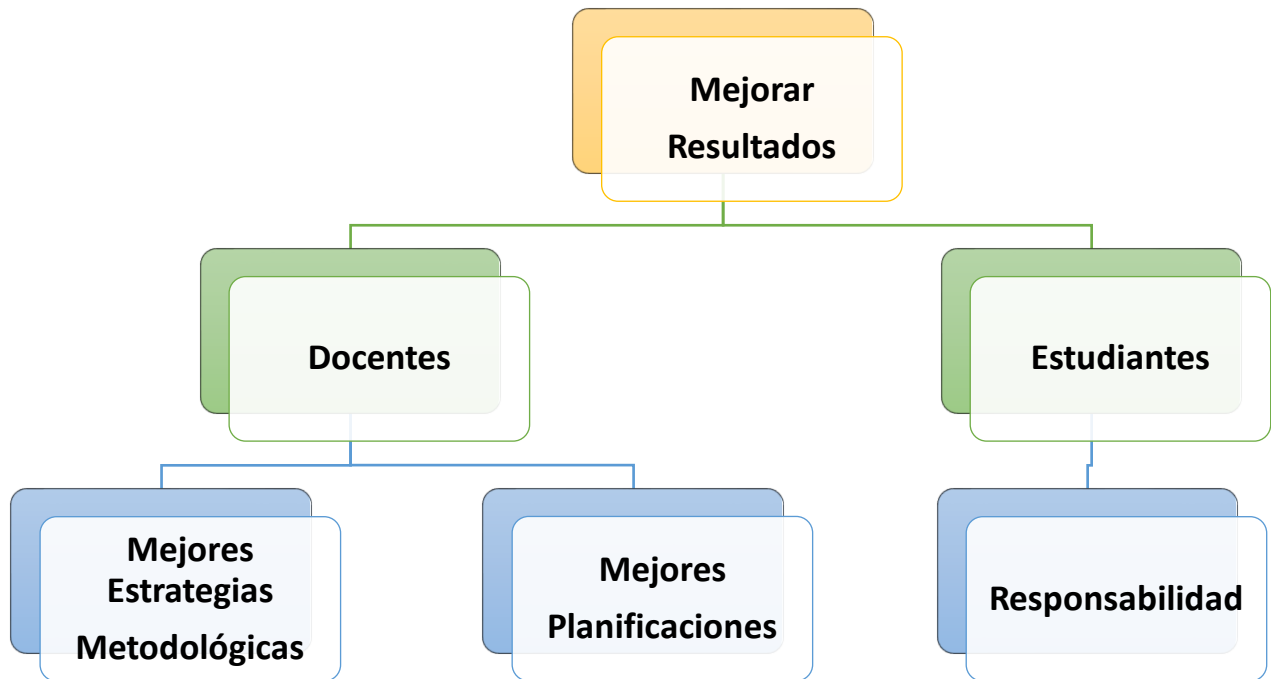 Mejorar
Resultados
Docentes
Estudiantes
Mejores
Estrategias
Metodológicas
Mejores
Planificaciones
Responsabilidad